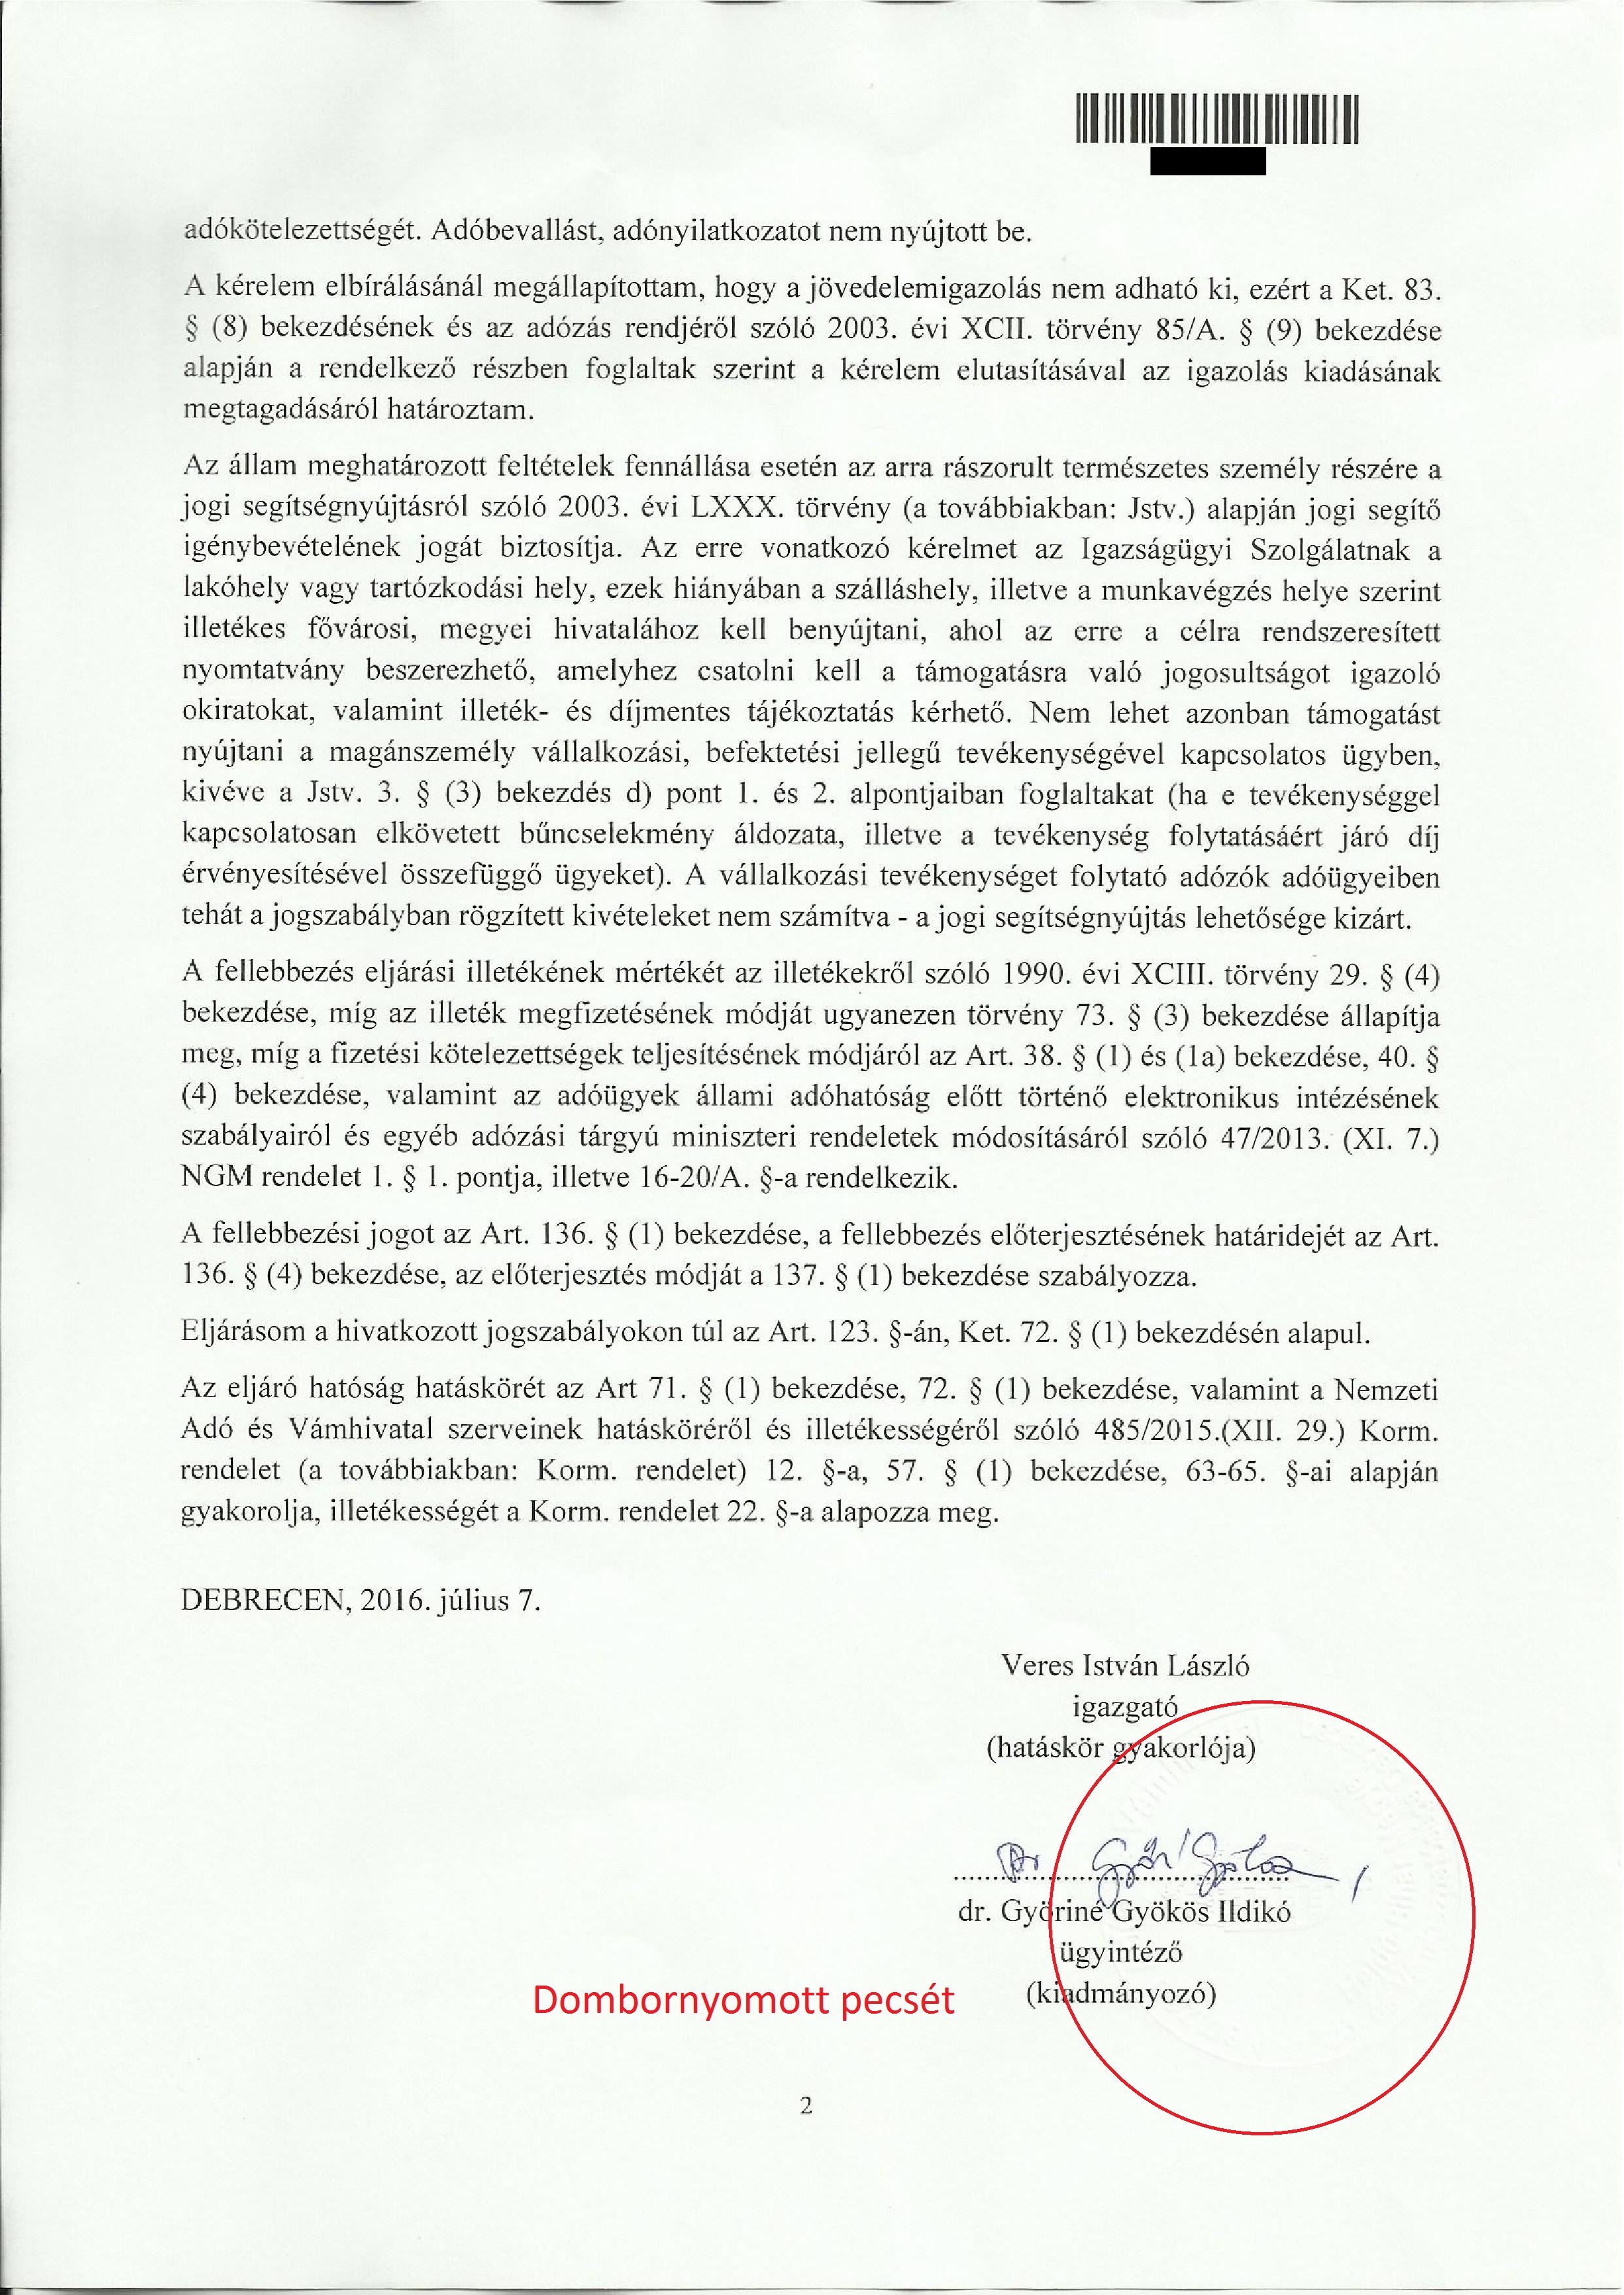 adókötelezettségét. Adóbevallást, adónyilatkozatot nem nyújtott be.
A kérelem elbírálásánál megállapítottam, hogy a jövedelemigazolás nem adható ki, ezért a Ket. 83.
§ (8) bekezdésének és az adózás rendjéről szóló 2003. évi XCII. törvény 85/A. § (9) bekezdése
alapján a rendelkező részben foglaltak szerint a kérelem elutasításával az igazolás kiadásának
megtagadásáról határoztam.
Az állam meghatározott feltételek fennállása esetén az arra rászorult természetes személy részére a
jogi segítségnyújtásról szóló 2003. évi LXXX. törvény (a továbbiakban: Jstv.) alapján jogi segítő
igénybevételének jogát biztosítja. Az erre vonatkozó kérelmet az Igazságügyi Szolgálatnak a
lakóhely vagy tartózkodási hely, ezek hiányában a szálláshely, illetve a munkavégzés helye szerint
illetékes fővárosi, megyei hivatalához kell benyújtani, ahol az erre a célra rendszeresített
nyomtatvány beszerezhető, amelyhez csatolni kell a támogatásra való jogosultságot igazoló
okiratokat, valamint illeték- és díjmentes tájékoztatás kérhető. Nem lehet azonban támogatást
nyújtani a magánszemély vállalkozási, befektetési jellegű tevékenységével kapcsolatos ügyben,
kivéve a Jstv. 3. § (3) bekezdés d) pont 1. és 2. alpontjaiban foglaltakat (ha e tevékenységgel
kapcsolatosan elkövetett bűncselekmény áldozata, illetve a tevékenység folytatásáért járó díj
érvényesítésével összefüggő ügyeket). A vállalkozási tevékenységet folytató adózók adóügyeiben
tehát a jogszabályban rögzített kivételeket nem számítva - a jogi segítségnyújtás lehetősége kizárt.
A fellebbezés eljárási illetékének mértékét az illetékekről szóló 1990. évi XCIII. törvény 29. § (4)
bekezdése, míg az illeték megfizetésének módját ugyanezen törvény 73. § (3) bekezdése állapítja
meg, míg a fizetési kötelezettségek teljesítésének módjáról az Art. 38. § (1) és (1a) bekezdése, 40. §
(4) bekezdése, valamint az adóügyek állami adóhatóság előtt történő elektronikus intézésének
szabályairól és egyéb adózási tárgyú miniszteri rendeletek módosításáról szóló 47/2013. (XI. 7.)
NGM rendelet 1. § 1. pontja, illetve 16-20/A. §-a rendelkezik.
A fellebbezési jogot az Art. 136. § (1) bekezdése, a fellebbezés előterjesztésének határidejét az Art.
136. § (4) bekezdése, az előterjesztés módját a 137. § (1) bekezdése szabályozza.
Eljárásom a hivatkozott jogszabályokon túl az Art. 123. §-án, Ket. 72. § (1) bekezdésén alapul.
Az eljáró hatóság hatáskörét az Art 71. § (1) bekezdése, 72. § (1) bekezdése, valamint a Nemzeti
Adó és Vámhivatal szerveinek hatásköréről és illetékességéről szóló 485/2015.(XII. 29.) Korm.
rendelet (a továbbiakban: Korm. rendelet) 12. §-a, 57. § (1) bekezdése, 63-65. §-ai alapján
gyakorolja, illetékességét a Korm. rendelet 22. §-a alapozza meg.
DEBRECEN, 2016. július 7.
Veres István László
igazgató
(hatáskör gyakorlója)
dr. Győriné Gyökös Ildikó
ügyintéző
(kiadmányozó)
Dombornyomott pecsét
2